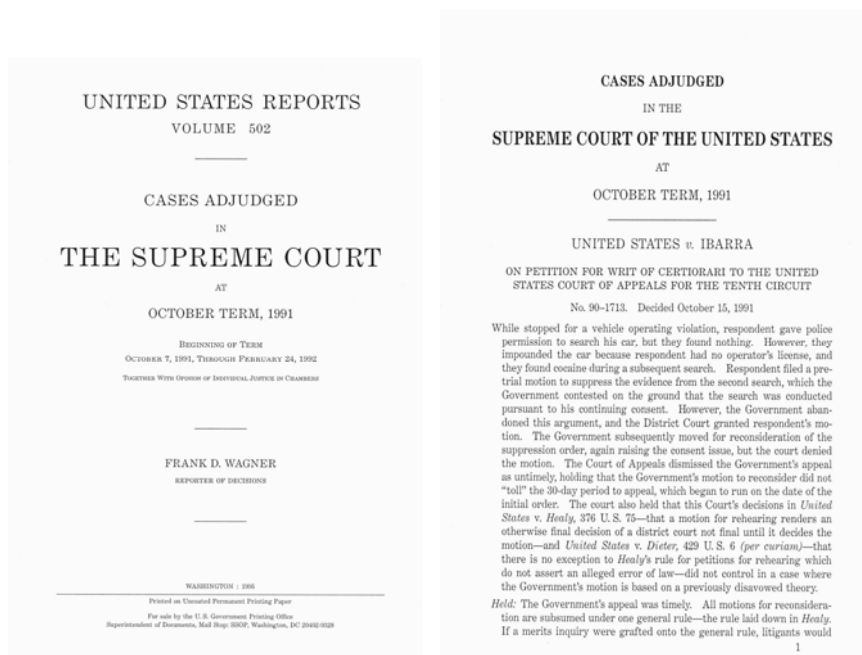 UNITED STATES REPORTS
VOLUME 502
CASES ADJUDGED
IN
THE SUPREME COURT
AT
OCTOBER TERM, 1991
BEGINNING OF TERM
OCTOBER 7, 1991, THROUGH FEBRUARY 24, 1992
TOGETHER WITH OPINION OF INDIVIDUAL JUSTICE IN CHAMBERS
FRANK D. WAGNER
REPORTER OF DECISIONS
WASHINGTON : 1995
Printed on Uncoated Permanent Printing Paper
For sale by the U. S. Government Printing Office
Superintendent of Documents, Mail Stop: SSOP, Washington, DC 20402-9328
CASES ADJUDGED
IN THE
SUPREME COURT OF THE UNITED STATES
AT
OCTOBER TERM, 1991
UNITED STATES v. IBARRA
ON PETITION FOR WRIT OF CERTIORARI TO THE UNITED
STATES COURT OF APPEALS FOR THE TENTH CIRCUIT
No. 90–1713. Decided October 15, 1991
While stopped for a vehicle operating violation, respondent gave police
permission to search his car, but they found nothing. However, they
impounded the car because respondent had no operator's license, and
they found cocaine during a subsequent search. Respondent filed a pre-
trial motion to suppress the evidence from the second search, which the
Government contested on the ground that the search was conducted
pursuant to his continuing consent. However, the Government aban-
doned this argument, and the District Court granted respondent's mo-
tion. The Government subsequently moved for reconsideration of the
suppression order, again raising the consent issue, but the court denied
the motion. The Court of Appeals dismissed the Government's appeal
as untimely, holding that the Government's motion to reconsider did not
"toll" the 30-day period to appeal, which began to run on the date of the
initial order. The court also held that this Court's decisions in United
States v. Healy, 376 U. S. 75—that a motion for rehearing renders an
otherwise final decision of a district court not final until it decides the
motion—and United States v. Dieter, 429 U. S. 6 (per curiam)—that
there is no exception to Healy's rule for petitions for rehearing which
do not assert an alleged error of law—did not control in a case where
the Government's motion is based on a previously disavowed theory.
Held: The Government's appeal was timely. All motions for reconsidera-
tion are subsumed under one general rule—the rule laid down in Healy.
If a merits inquiry were grafted onto the general rule, litigants would
1